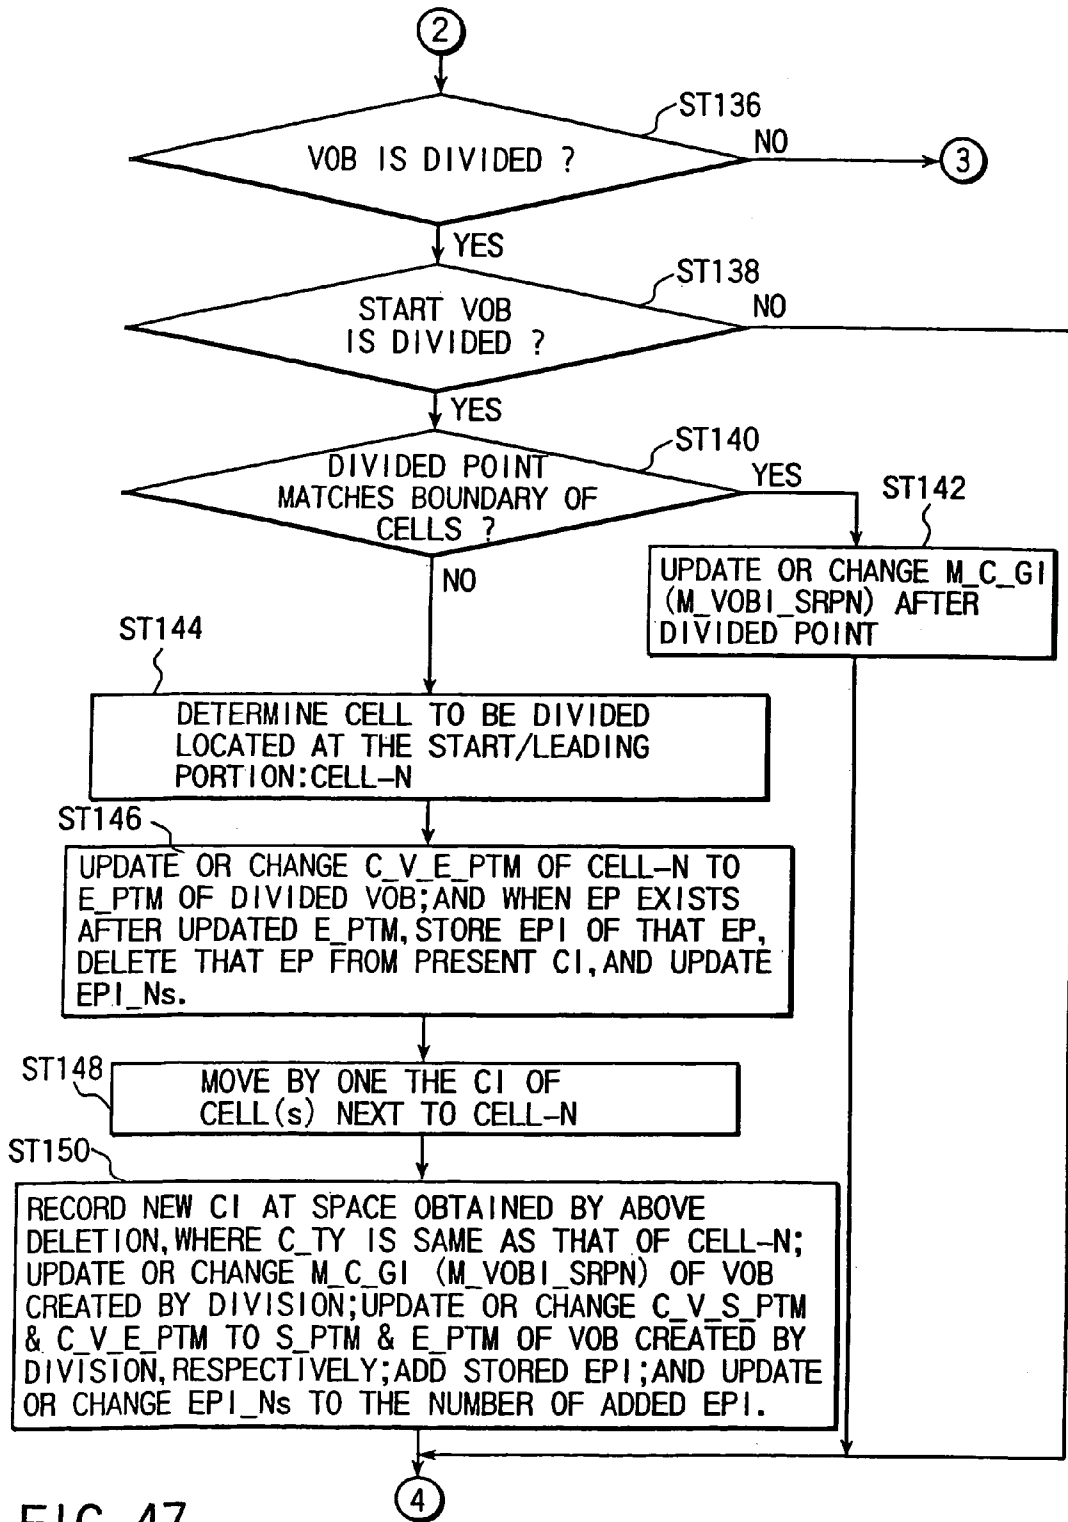 2
ST136
VOB IS DIVIDED ?
NO
3
YES
ST138
START VOB
IS DIVIDED ?
NO
YES
ST140
DIVIDED POINT
MATCHES BOUNDARY OF
CELLS ?
YES
ST142
NO
UPDATE OR CHANGE M_C_GI
(M_VOBI_SRPN) AFTER
DIVIDED POINT
ST144
DETERMINE CELL TO BE DIVIDED
LOCATED AT THE START/LEADING
PORTION:CELL-N
ST146
UPDATE OR CHANGE C_V_E_PTM OF CELL-N TO
E_PTM OF DIVIDED VOB;AND WHEN EP EXISTS
AFTER UPDATED E_PTM,STORE EPI OF THAT EP,
DELETE THAT EP FROM PRESENT CI,AND UPDATE
EPI_Ns.
ST148
MOVE BY ONE THE CI OF
CELL(s) NEXT TO CELL-N
ST150
RECORD NEW CI AT SPACE OBTAINED BY ABOVE
DELETION,WHERE C_TY IS SAME AS THAT OF CELL-N;
UPDATE OR CHANGE M_C_GI (M_VOBI_SRPN) OF VOB
CREATED BY DIVISION;UPDATE OR CHANGE C_V_S_PTM
& C_V_E_PTM TO S_PTM & E_PTM OF VOB CREATED BY
DIVISION,RESPECTIVELY;ADD STORED EPI;AND UPDATE
OR CHANGE EPI_Ns TO THE NUMBER OF ADDED EPI.
4
FIG. 47